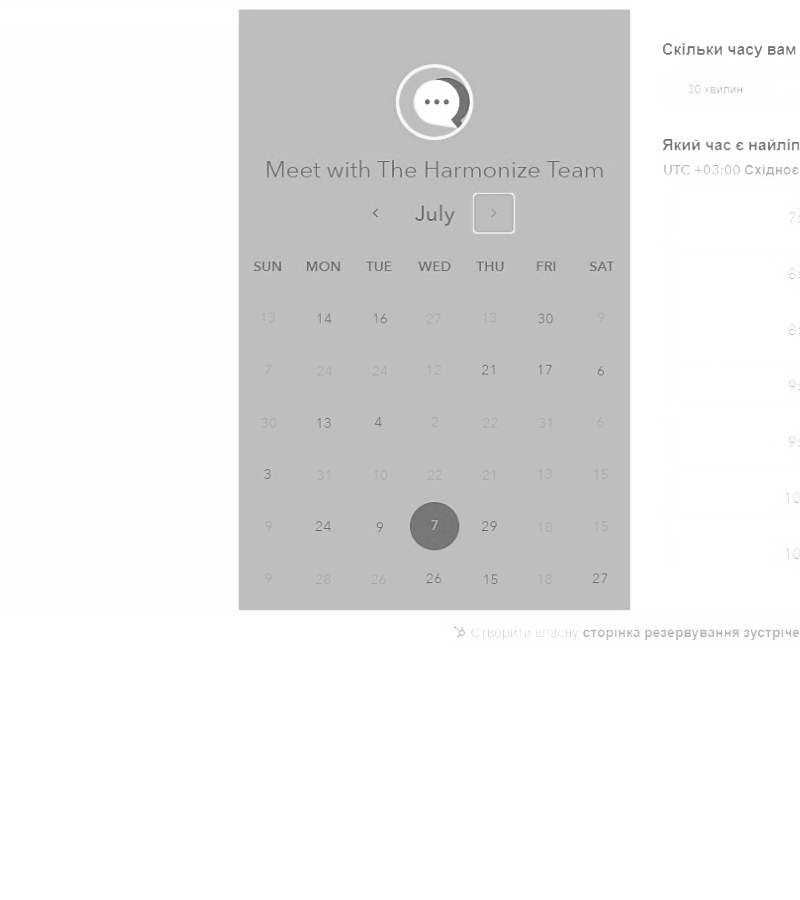 Meet with The Harmonize Team
July
SUN MON TUE WED THU FRI SAT
13 14 16 27 13 30 9
7 24 24 12 21 17 6
30 13 4 2 22 31 6
3 31 10 22 21 13 15
9 24 9 7 29 18 15
9 28 26 26 15 18 27
Скільки часу вам
30 хвилин
Який час є найліп
UTC +03:00 Східноє
7:
8:
8:
9:
9:
10
10
Створити власну сторінка резервування зустріче